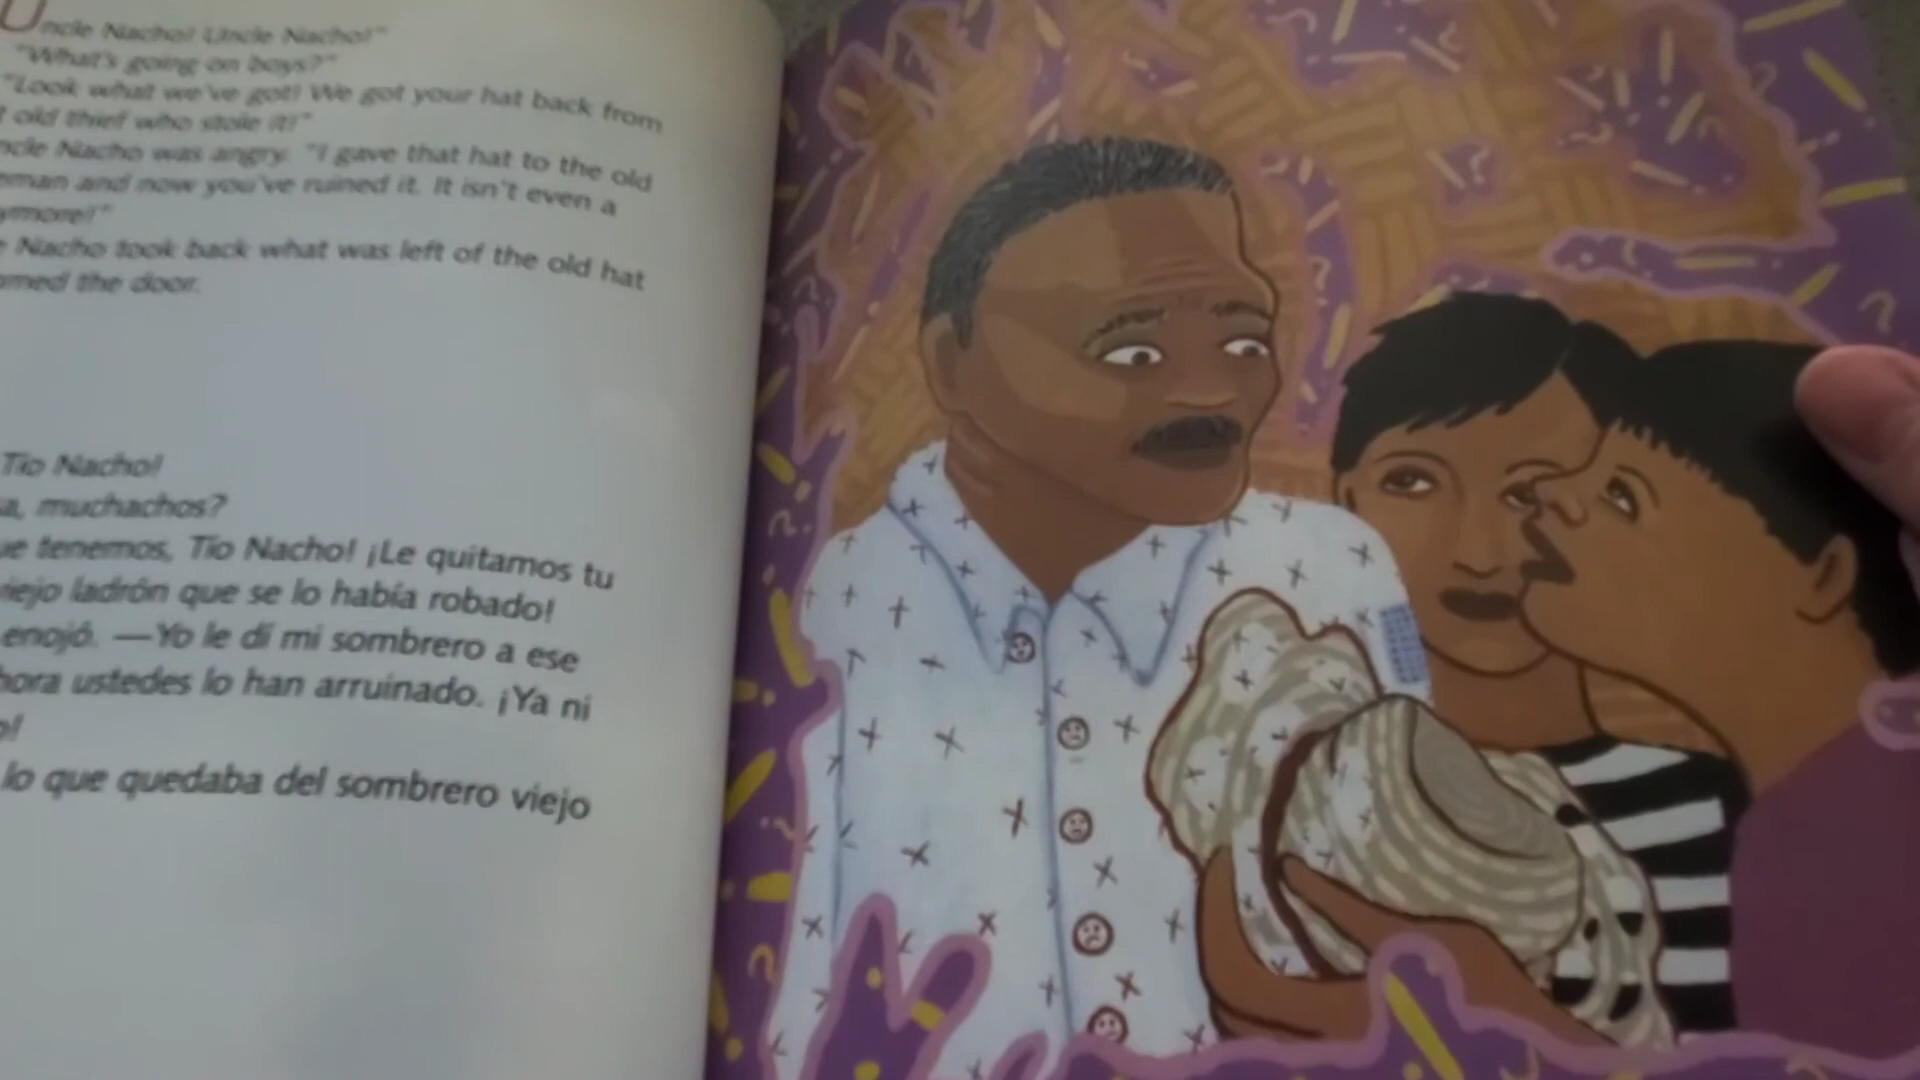 Uncle Nacho! Uncle Nacho!"
"What's going on boys?"
"Look what we've got! We got your hat back from
t old thief who stole it!"
ncle Nacho was angry. "I gave that hat to the old
eman and now you've ruined it. It isn't even a
ymore!"
e Nacho took back what was left of the old hat
amed the door.
Tío Nacho!
sa, muchachos?
ue tenemos, Tío Nacho! ¡Le quitamos tu
viejo ladrón que se lo había robado!
enojó. —Yo le dí mi sombrero a ese
hora ustedes lo han arruinado. ¡Ya ni
o!
lo que quedaba del sombrero viejo